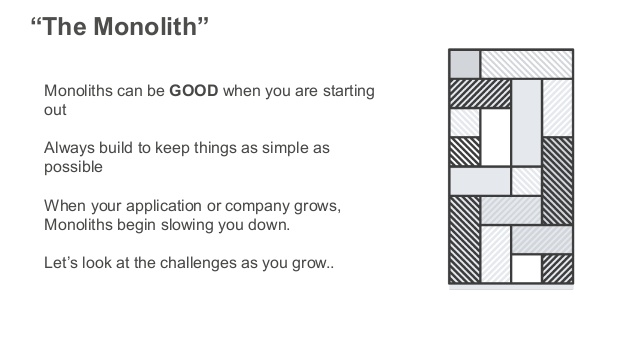 “The Monolith”
Monoliths can be GOOD when you are starting
out
Always build to keep things as simple as
possible
When your application or company grows,
Monoliths begin slowing you down.
Let’s look at the challenges as you grow..